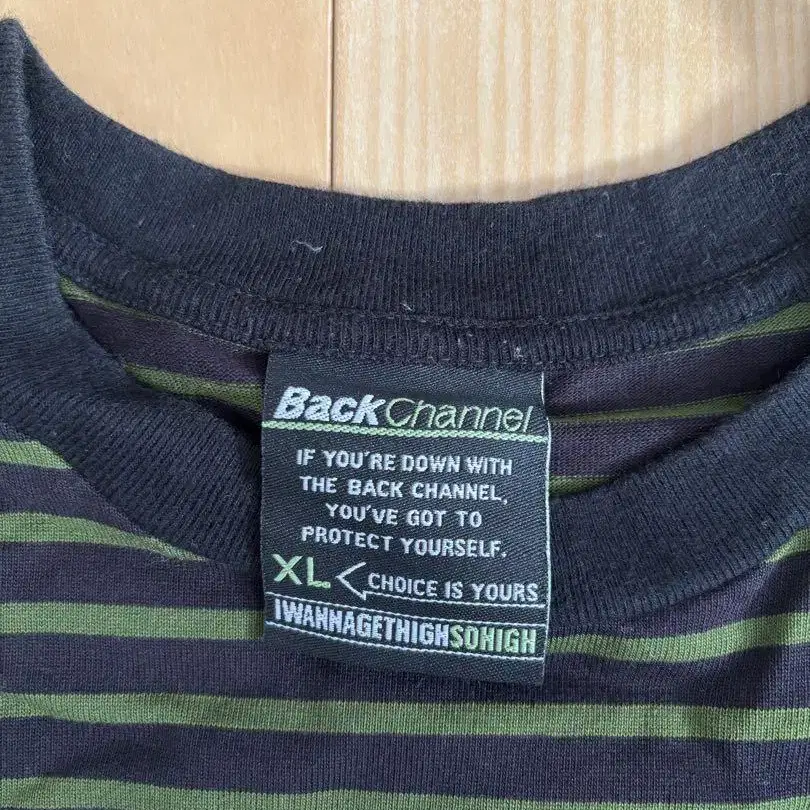 BackChannel
IF YOU'RE DOWN WITH
THE BACK CHANNEL,
YOU'VE GOT TO
PROTECT YOURSELF.
XL CHOICE IS YOURS
IWANNAGETHIGHSOHIGH